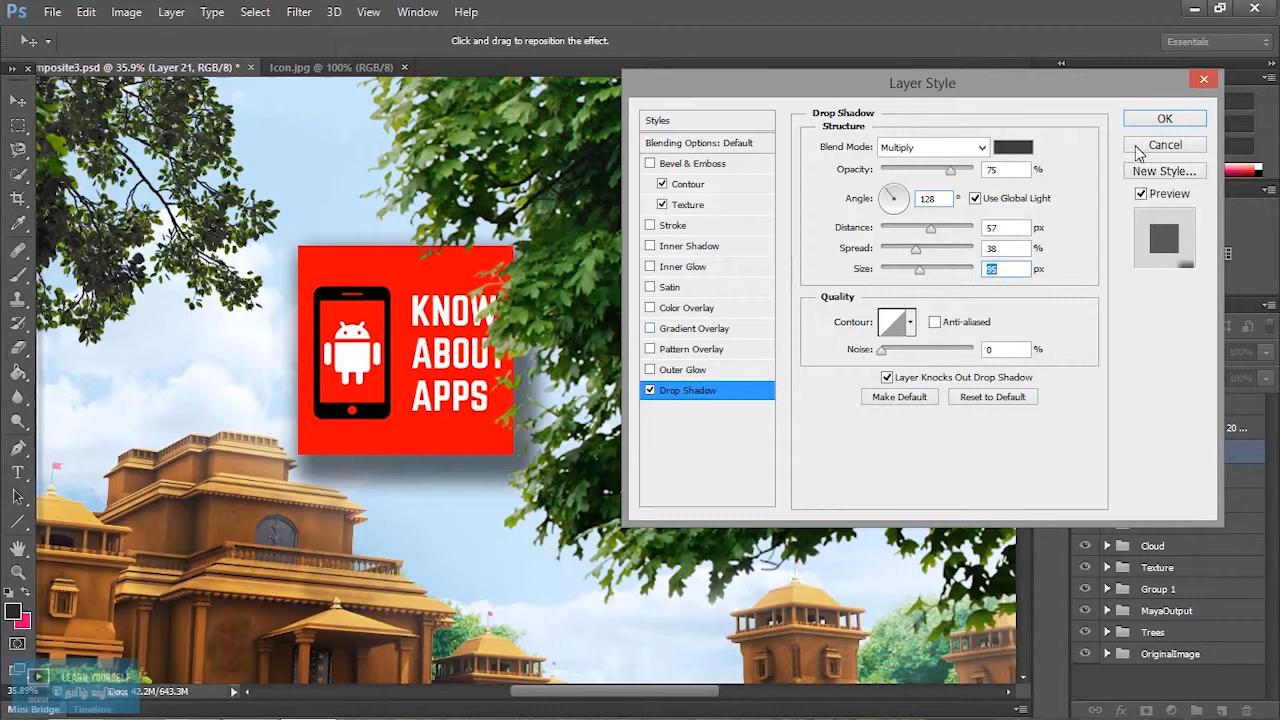 Ps File Edit Image Layer Type Select Filter 3D View Window Help
Click and drag to reposition the effect.
Essentials
mposite3.psd @ 35.9% (Layer 21, RGB/8) * ×
Icon.jpg @ 100% (RGB/8) ×
Layer Style
Styles
Blending Options: Default
Bevel & Emboss
Contour
Texture
Stroke
Inner Shadow
Inner Glow
Satin
Color Overlay
Gradient Overlay
Pattern Overlay
Outer Glow
Drop Shadow
Drop Shadow
Structure
Blend Mode: Multiply
Opacity: 75 %
Angle: 128 ° Use Global Light
Distance: 57 px
Spread: 38 %
Size: 95 px
Quality
Contour: Anti-aliased
Noise: 0 %
Layer Knocks Out Drop Shadow
Make Default Reset to Default
OK
Cancel
New Style...
Preview
KNOW
ABOUT
APPS
100%
100%
20 ...
Cloud
Texture
Group 1
MayaOutput
Trees
OriginalImage
LEARN YOURSELF
CREATIVE
தமிழ்
35.89% 42.2M/643.3M
Mini Bridge Timeline
fx